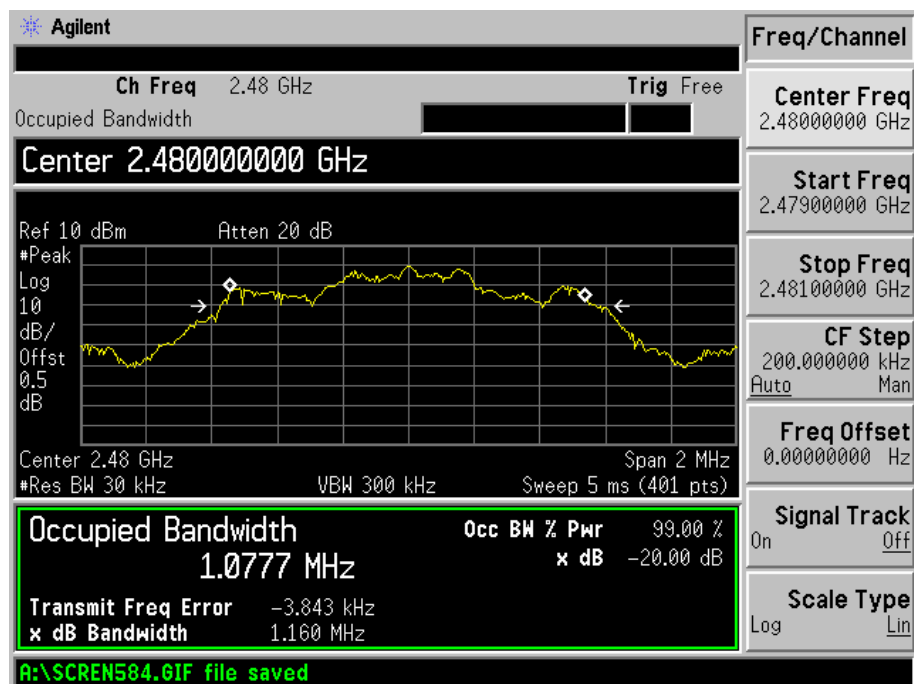 Agilent
Freq/Channel
Ch Freq 2.48 GHz Trig Free
Occupied Bandwidth
Center 2.480000000 GHz
Ref 10 dBm Atten 20 dB
#Peak
Log
10
dB/
Offst
0.5
dB
Center 2.48 GHz Span 2 MHz
#Res BW 30 kHz VBW 300 kHz Sweep 5 ms (401 pts)
Occupied Bandwidth
1.0777 MHz
Occ BW % Pwr 99.00 %
x dB -20.00 dB
Transmit Freq Error -3.843 kHz
x dB Bandwidth 1.160 MHz
A:\SCREN584.GIF file saved
Center Freq
2.48000000 GHz
Start Freq
2.47900000 GHz
Stop Freq
2.48100000 GHz
CF Step
200.000000 kHz
Auto Man
Freq Offset
0.00000000 Hz
Signal Track
On Off
Scale Type
Log Lin